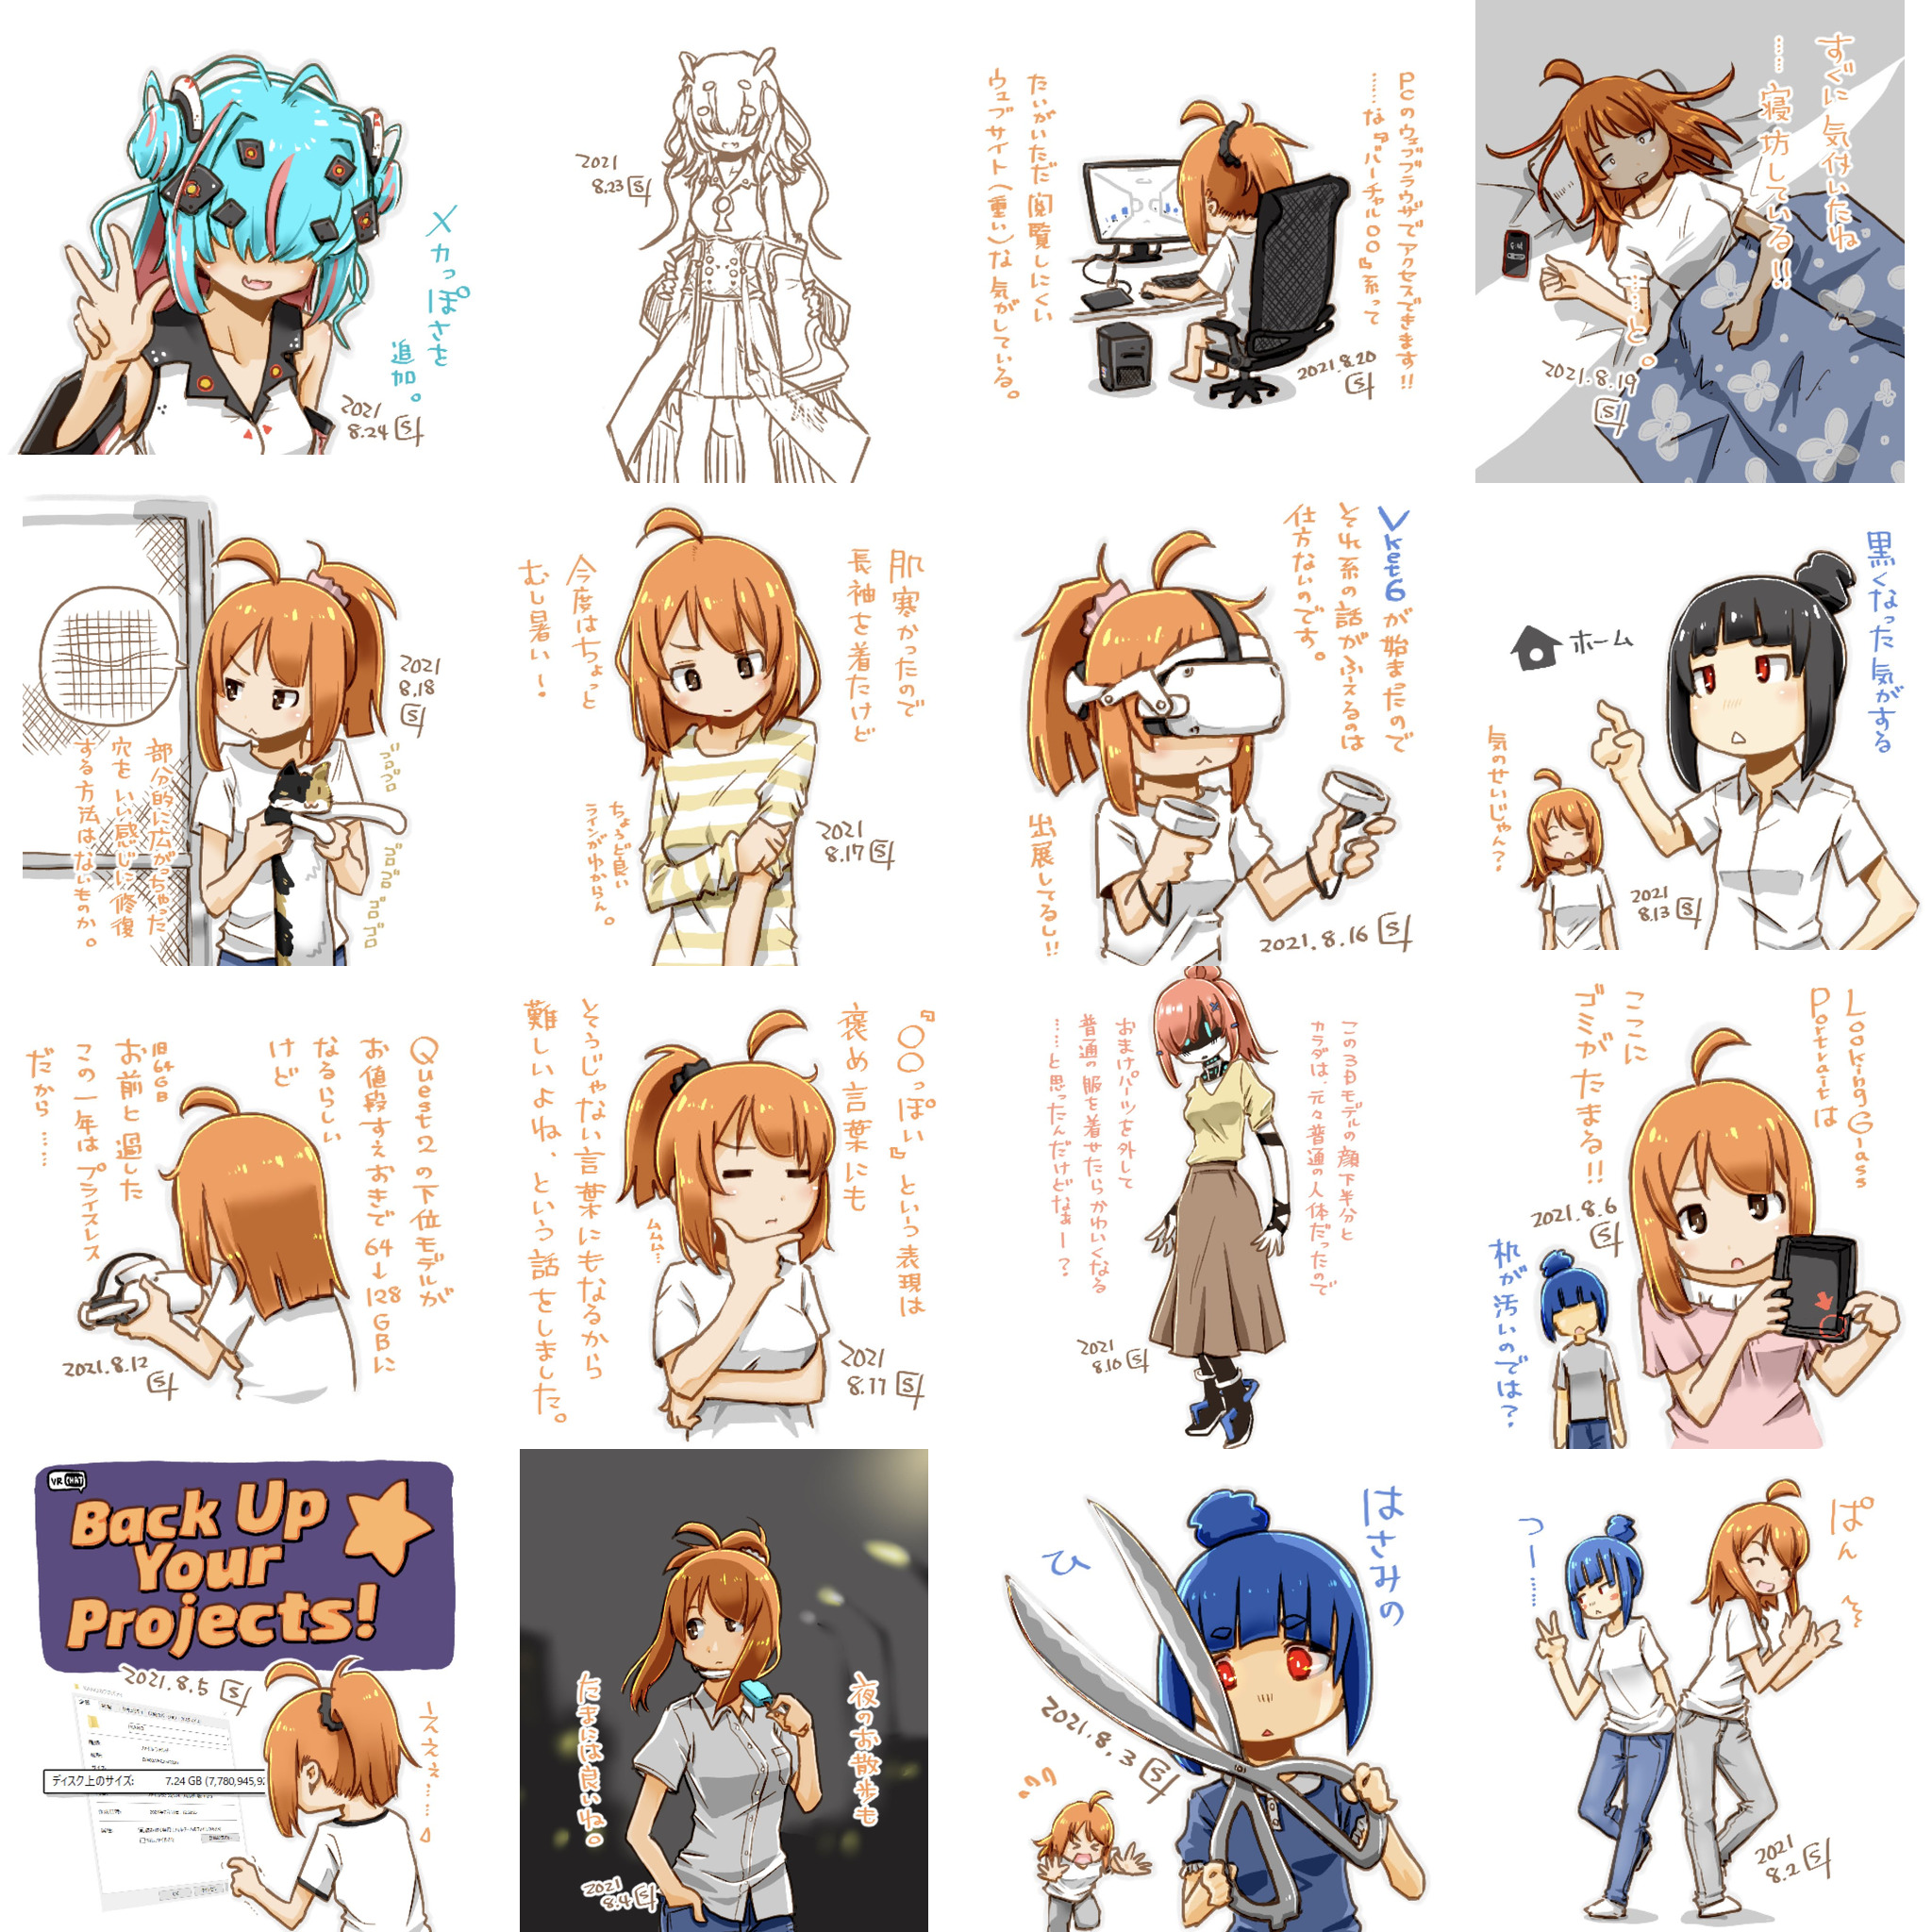 メカっぽさを
追加。
2021
8.24
2021
8.23
PCのウェブブラウザでアクセスできます!!
……な『バーチャル〇〇』系って
たいがいただ閲覧しにくい
ウェブサイト(重い)な気がしている。
2021.8.20
すぐに気付いたね
……寝坊している!!
……と。
2021.8.19
2021
8.18
ゴロゴロ
ゴロゴロ
ゴロゴロ
部分的に広がっちゃった
穴をいい感じに修復
する方法はないものか。
肌寒かったので
長袖を着たけど
今度はちょっと
むし暑い!
ちょうど良い
ラインがわからん。
2021
8.17
Vket6が始まったので
それ系の話がふえるのは
仕方ないのです。
出展してるし!!
2021.8.16
黒くなった気がする
ホーム
気のせいじゃん?
2021
8.13
Quest2の下位モデルが
お値段すえおきで64→128GBに
なるらしい
けど
旧64GB
お前と過した
この一年はプライスレス
だから……
2021.8.12
『〇〇っぽい』という表現は
褒め言葉にも
そうじゃない言葉にもなるから
難しいよね、という話をしました。
ムムム…
2021
8.11
この3Dモデルの顔下半分と
カラダは、元々普通の人体だったので
おまけパーツを外して
普通の服を着せたらかわいくなる
……と思ったんだけどなぁー?
2021
8.10
Looking Glass
Portraitは
ここに
ゴミがたまる!!
2021.8.6
机が汚いのでは?
VRCHAT
Back Up
Your
Projects!
2021.8.5
ディスク上のサイズ: 7.24 GB (7,780,945,92
えええ……
夜のお散歩も
たまには良いね。
2021
8.4
はさみの
ひ
2021.8.3
ぱん
つー……
2021
8.2